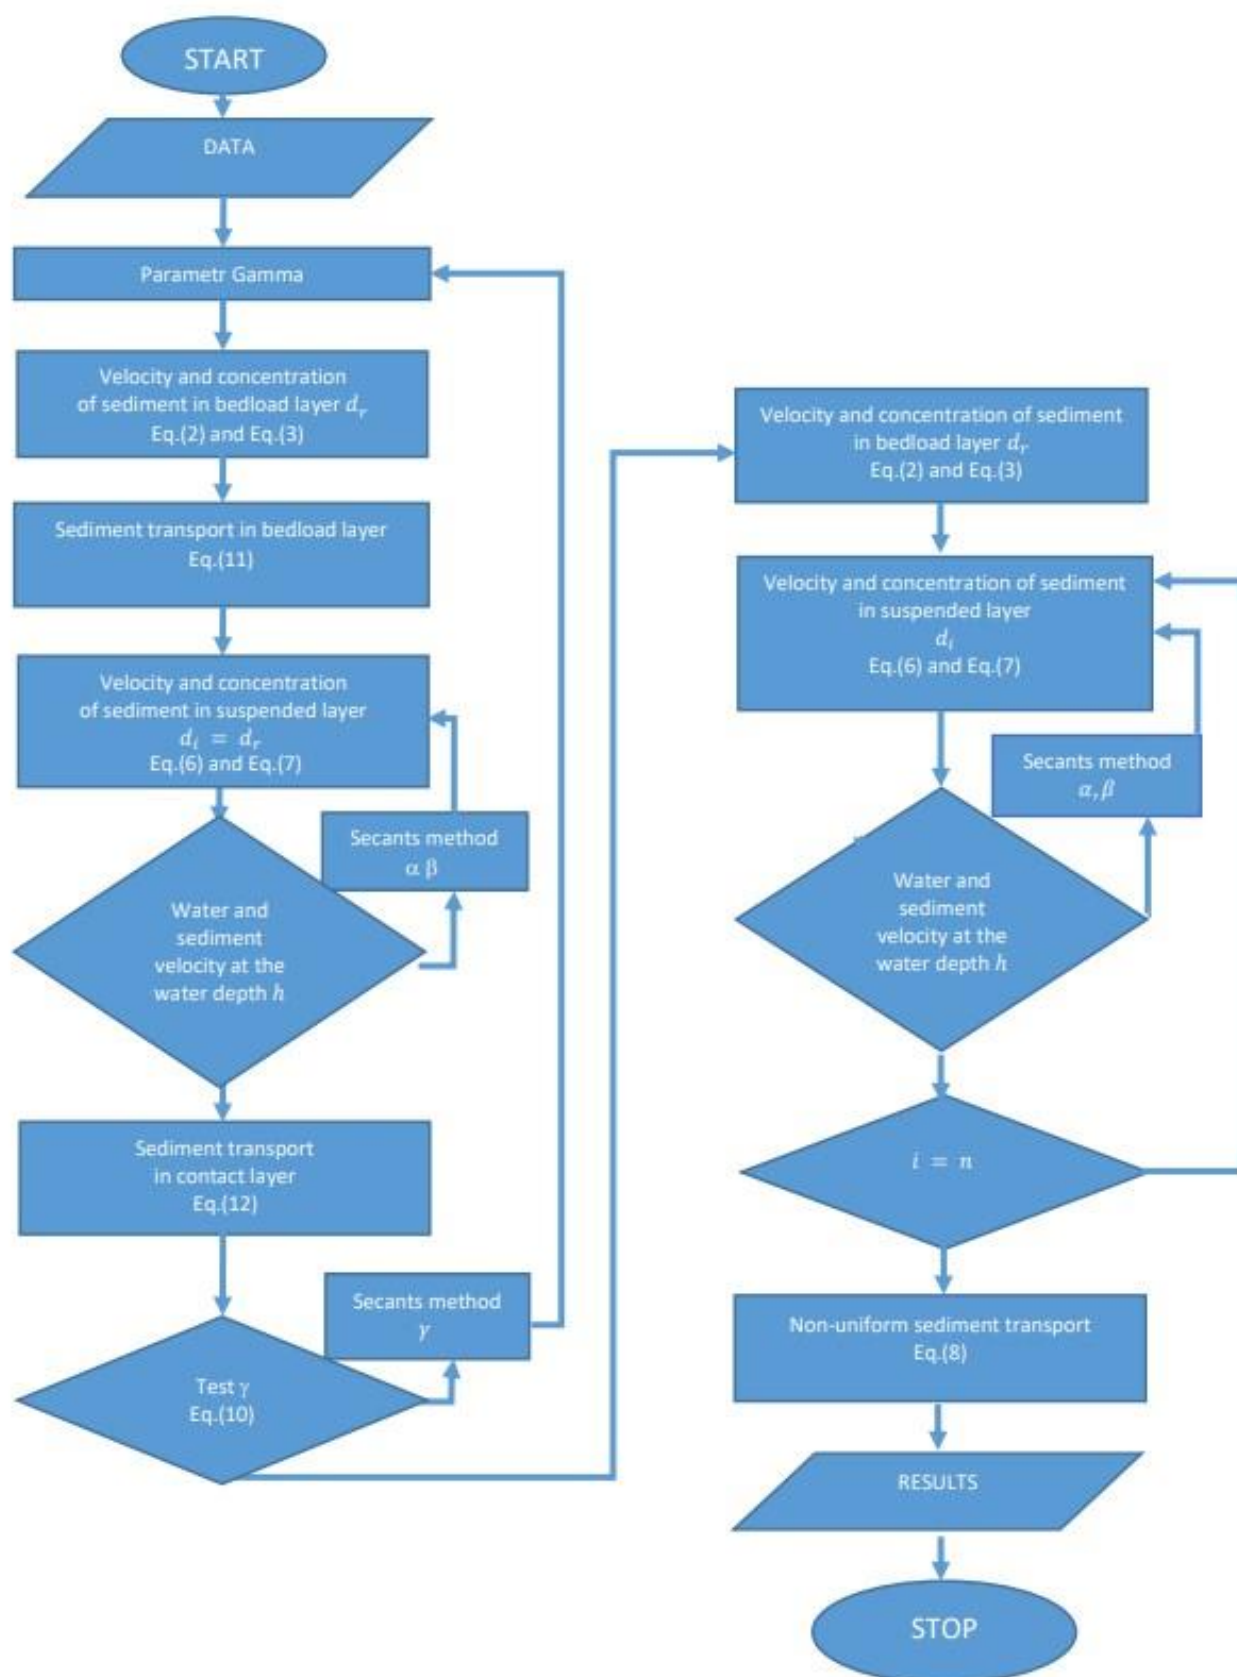 START
DATA
Parametr Gamma
Velocity and concentration
of sediment in bedload layer dᵣ
Eq.(2) and Eq.(3)
Sediment transport in bedload layer
Eq.(11)
Velocity and concentration
of sediment in suspended layer
dᵢ = dᵣ
Eq.(6) and Eq.(7)
Secants method
α β
Water and
sediment
velocity at the
water depth h
Sediment transport
in contact layer
Eq.(12)
Secants method
γ
Test γ
Eq.(10)
Velocity and concentration of sediment
in bedload layer dᵣ
Eq.(2) and Eq.(3)
Velocity and concentration of sediment
in suspended layer
dᵢ
Eq.(6) and Eq.(7)
Secants method
α, β
Water and
sediment
velocity at the
water depth h
i = n
Non-uniform sediment transport
Eq.(8)
RESULTS
STOP